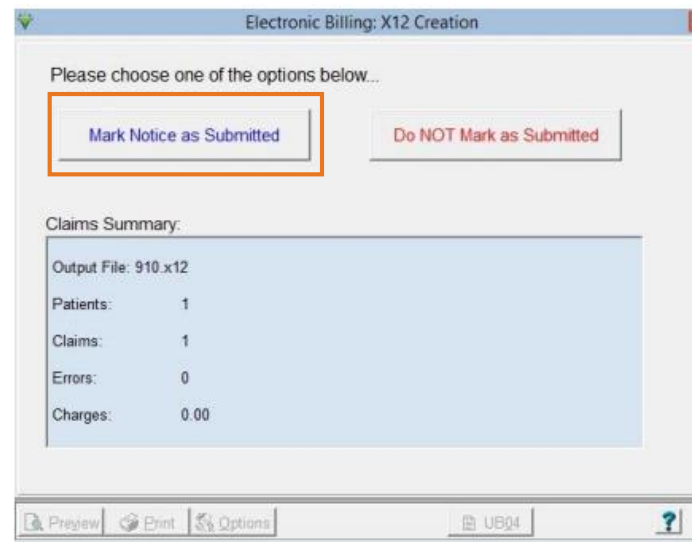 Electronic Billing: X12 Creation
Please choose one of the options below...
Mark Notice as Submitted
Do NOT Mark as Submitted
Claims Summary:
Output File: 910.x12
Patients: 1
Claims: 1
Errors: 0
Charges: 0.00
Preview Print Options UB04 ?